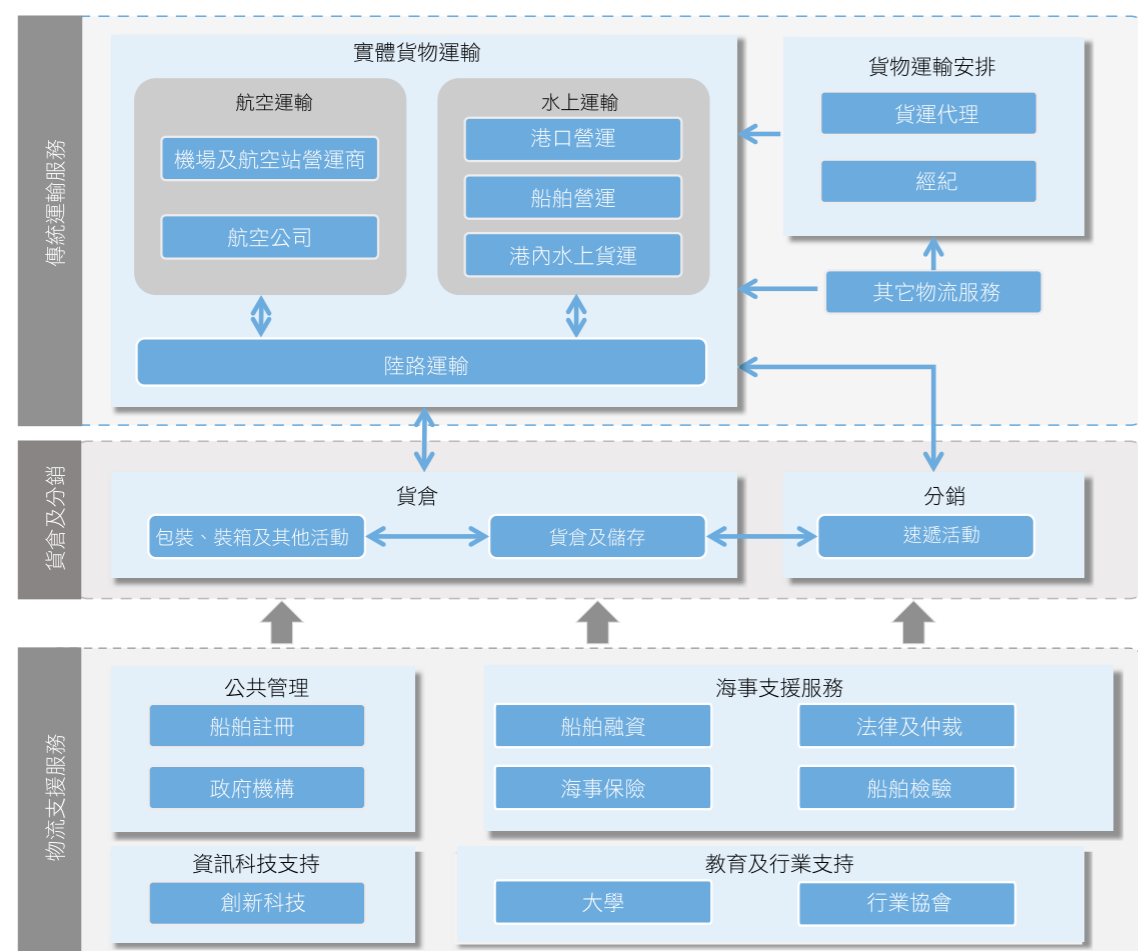 傳統運輸服務
實體貨物運輸
航空運輸
機場及航空站營運商
航空公司
水上運輸
港口營運
船舶營運
港內水上貨運
陸路運輸
貨物運輸安排
貨運代理
經紀
其它物流服務
貨倉及分銷
貨倉
包裝、裝箱及其他活動
貨倉及儲存
分銷
速遞活動
物流支援服務
公共管理
船舶註冊
政府機構
海事支援服務
船舶融資
法律及仲裁
海事保險
船舶檢驗
資訊科技支持
創新科技
教育及行業支持
大學
行業協會